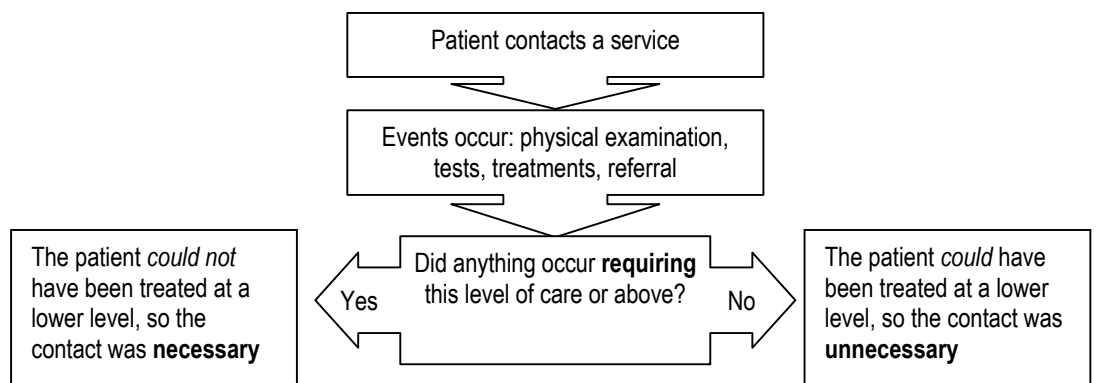 Patient contacts a service
Events occur: physical examination,
tests, treatments, referral
Did anything occur requiring
this level of care or above?
Yes
No
The patient could not
have been treated at a
lower level, so the
contact was necessary
The patient could have
been treated at a lower
level, so the contact was
unnecessary